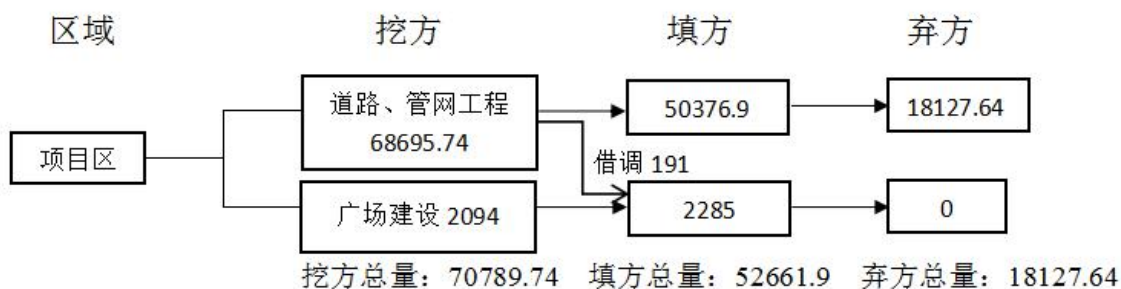 区域 挖方 填方 弃方
道路、管网工程
68695.74
50376.9
18127.64
项目区
借调 191
广场建设 2094
2285
0
挖方总量：70789.74 填方总量：52661.9 弃方总量：18127.64